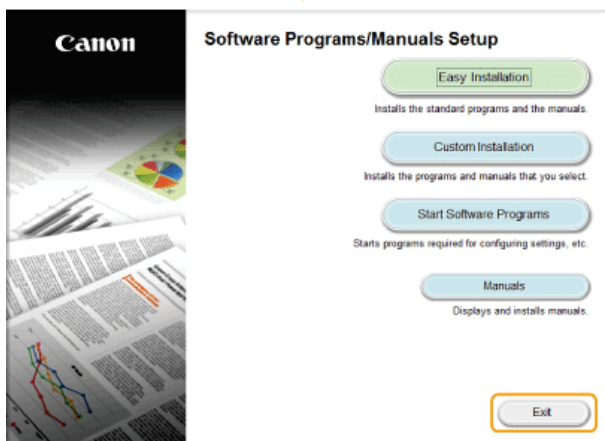 Canon
Software Programs/Manuals Setup
Easy Installation
Installs the standard programs and the manuals.
Custom Installation
Installs the programs and manuals that you select.
Start Software Programs
Starts programs required for configuring settings, etc.
Manuals
Displays and installs manuals.
Exit